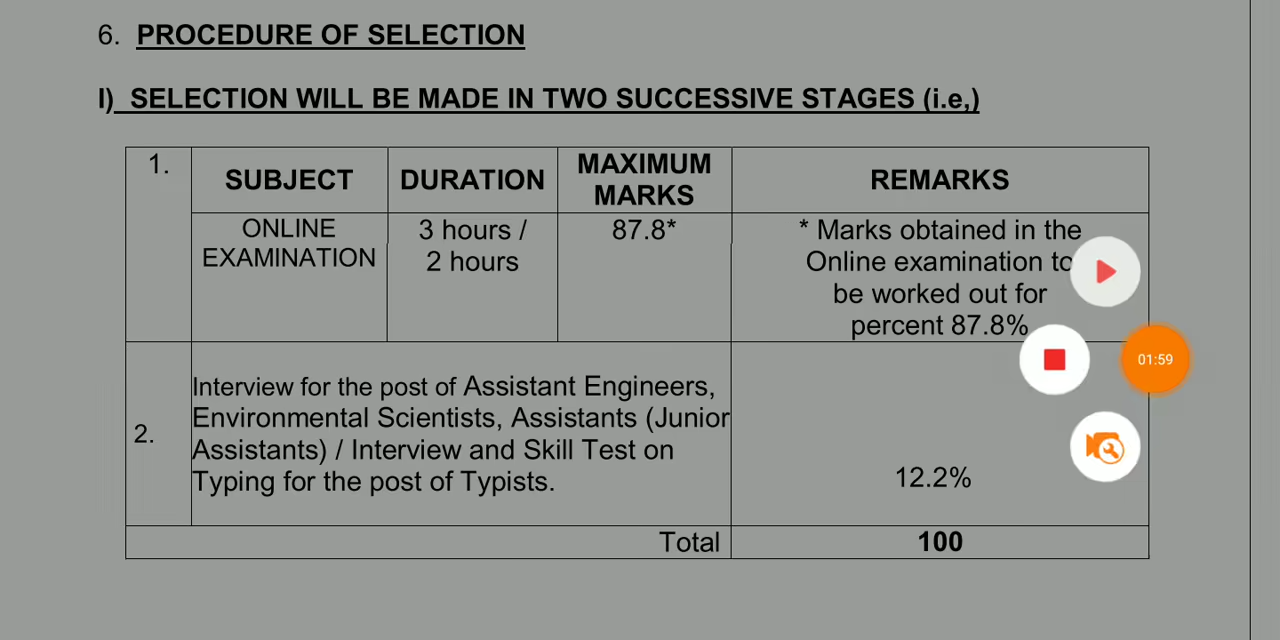 6. PROCEDURE OF SELECTION
I) SELECTION WILL BE MADE IN TWO SUCCESSIVE STAGES (i.e,)
1.
SUBJECT
DURATION
MAXIMUM
MARKS
REMARKS
ONLINE
EXAMINATION
3 hours /
2 hours
87.8*
* Marks obtained in the
Online examination to
be worked out for
percent 87.8%
2.
Interview for the post of Assistant Engineers,
Environmental Scientists, Assistants (Junior
Assistants) / Interview and Skill Test on
Typing for the post of Typists.
12.2%
Total
100
01:59